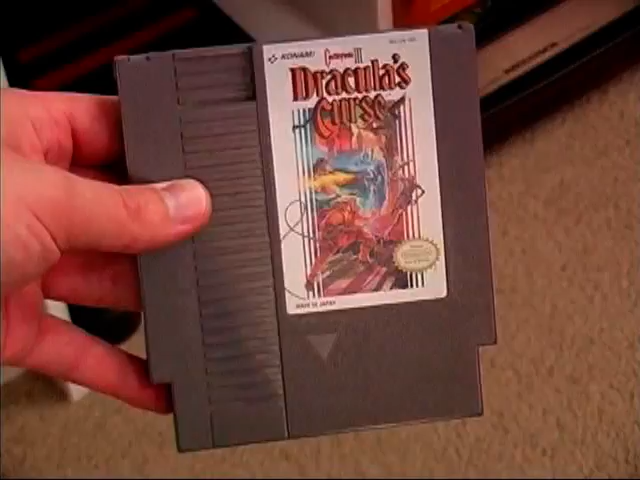 KONAMI
Castlevania III
Dracula's
Curse
MADE IN JAPAN